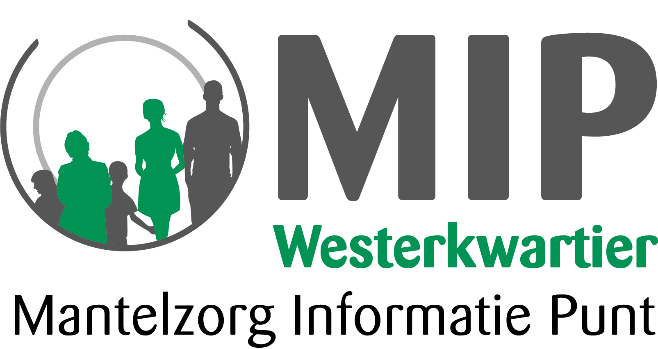 MIP
Westerkwartier
Mantelzorg Informatie Punt